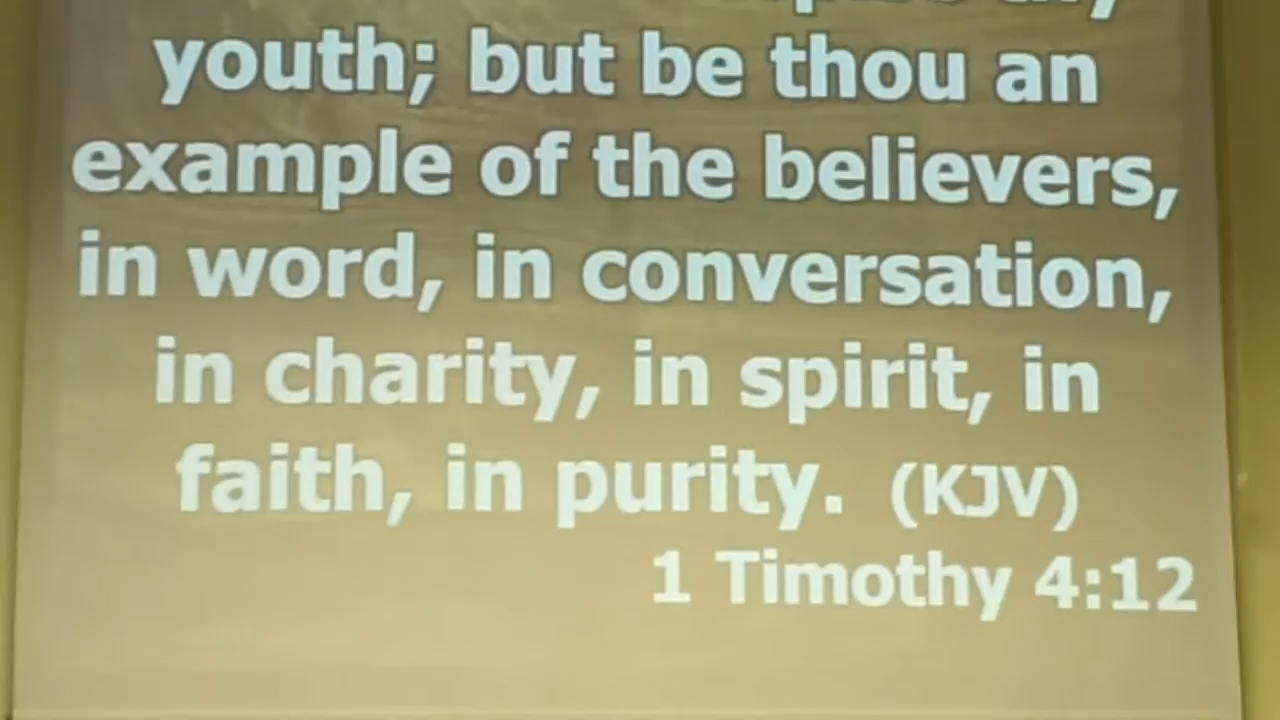 youth; but be thou an
example of the believers,
in word, in conversation,
in charity, in spirit, in
faith, in purity. (KJV)
1 Timothy 4:12